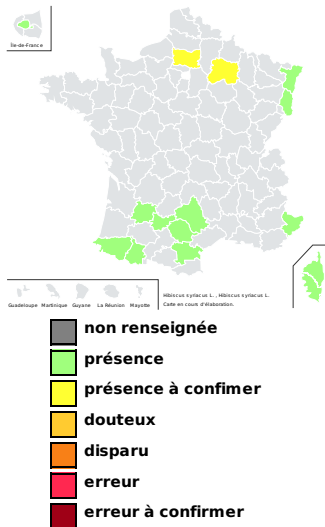 Île-de-France
Guadeloupe Martinique Guyane La Réunion Mayotte
Hibiscus syriacus L. , Hibiscus syriacus L.
Carte en cours d'élaboration.
non renseignée
présence
présence à confimer
douteux
disparu
erreur
erreur à confirmer